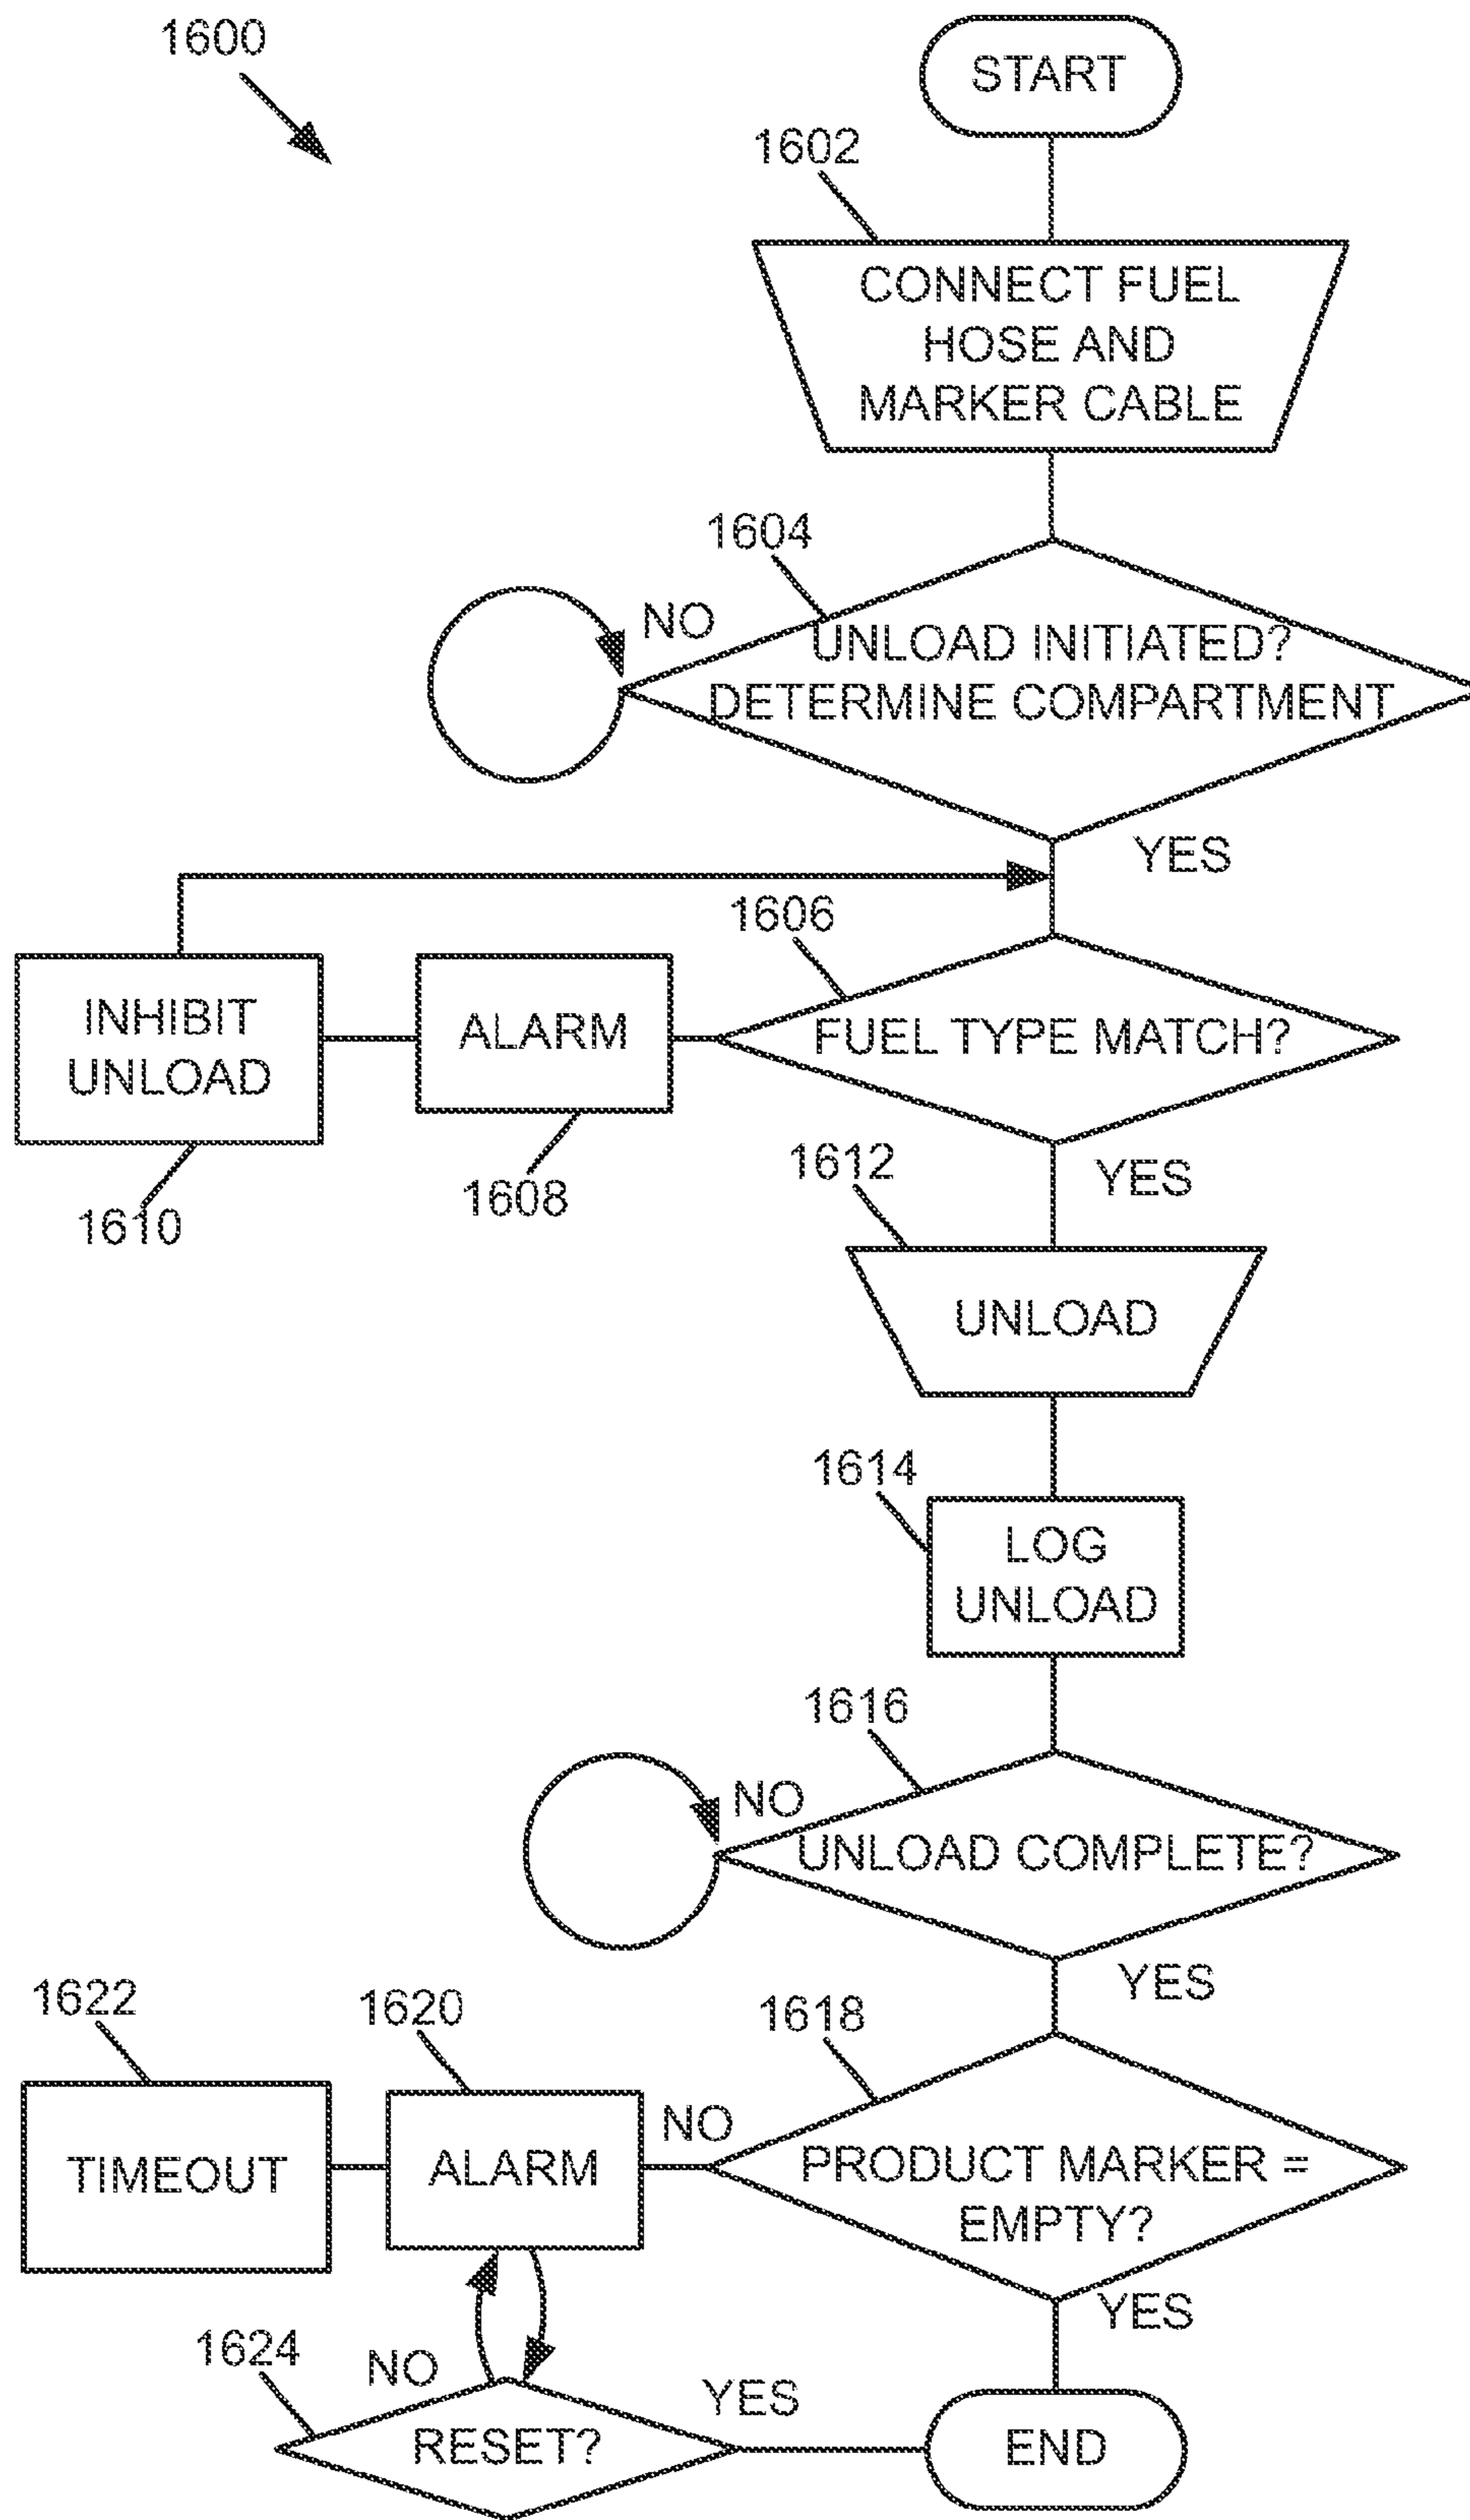 1600
START
1602
CONNECT FUEL
HOSE AND
MARKER CABLE
1604
NO
UNLOAD INITIATED?
DETERMINE COMPARTMENT
YES
1606
INHIBIT
UNLOAD
ALARM
FUEL TYPE MATCH?
1612
YES
1608
1610
UNLOAD
1614
LOG
UNLOAD
1616
NO
UNLOAD COMPLETE?
YES
1622
1620
1618
NO
TIMEOUT
ALARM
PRODUCT MARKER =
EMPTY?
YES
1624
NO
YES
RESET?
END